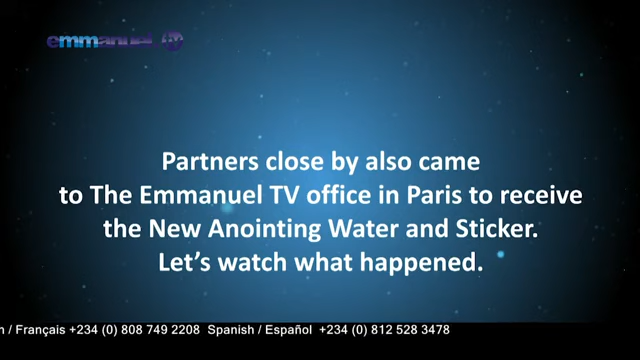 emmanuel.tv
Partners close by also came
to The Emmanuel TV office in Paris to receive
the New Anointing Water and Sticker.
Let’s watch what happened.
/ Français +234 (0) 808 749 2208  Spanish / Español  +234 (0) 812 528 3478